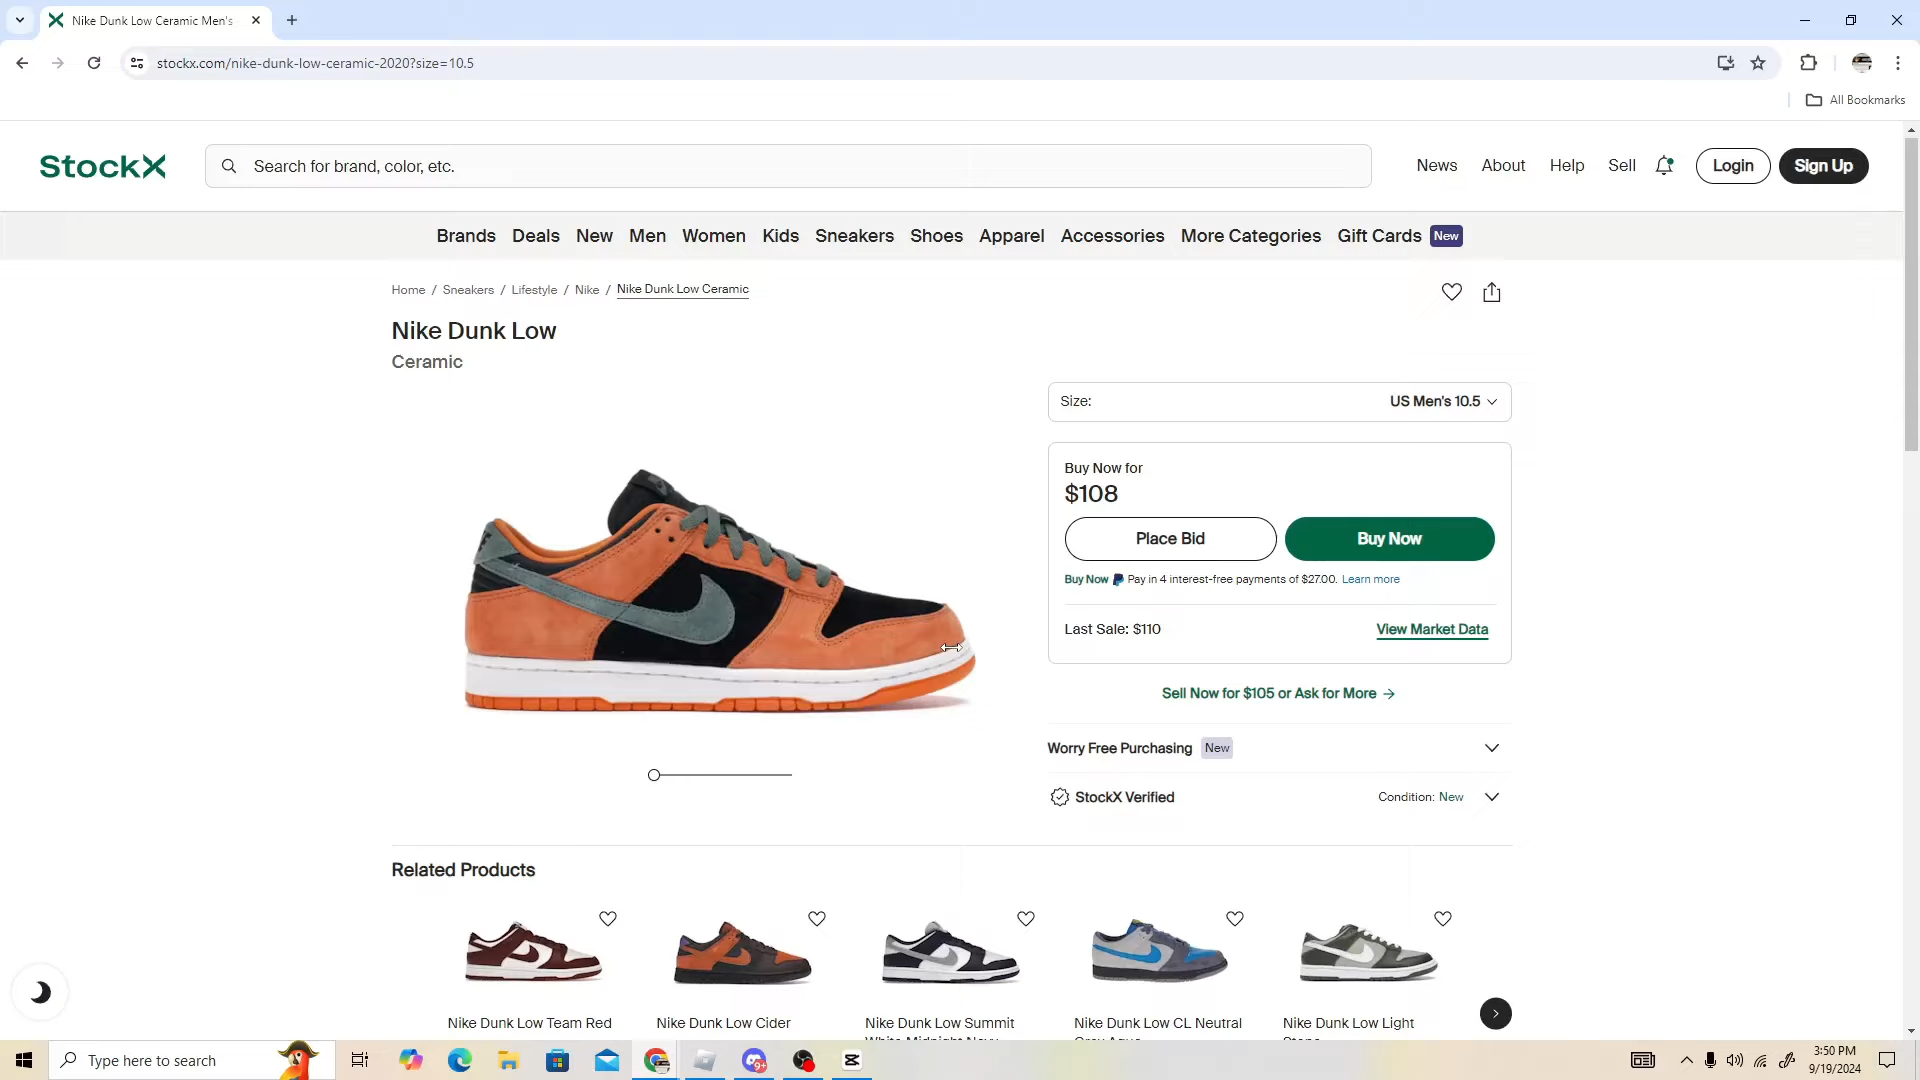 Nike Dunk Low Ceramic Men's
stockx.com/nike-dunk-low-ceramic-2020?size=10.5
All Bookmarks
StockX
Search for brand, color, etc.
News About Help Sell Login Sign Up
Brands Deals New Men Women Kids Sneakers Shoes Apparel Accessories More Categories Gift Cards New
Home / Sneakers / Lifestyle / Nike / Nike Dunk Low Ceramic
Nike Dunk Low
Ceramic
Size: US Men's 10.5
Buy Now for
$108
Place Bid Buy Now
Buy Now Pay in 4 interest-free payments of $27.00. Learn more
Last Sale: $110 View Market Data
Sell Now for $105 or Ask for More →
Worry Free Purchasing New
StockX Verified Condition: New
Related Products
Nike Dunk Low Team Red
Nike Dunk Low Cider
Nike Dunk Low Summit
White Midnight Navy
Nike Dunk Low CL Neutral
Grey Aqua
Nike Dunk Low Light
Stone
Type here to search
9+
3:50 PM
9/19/2024